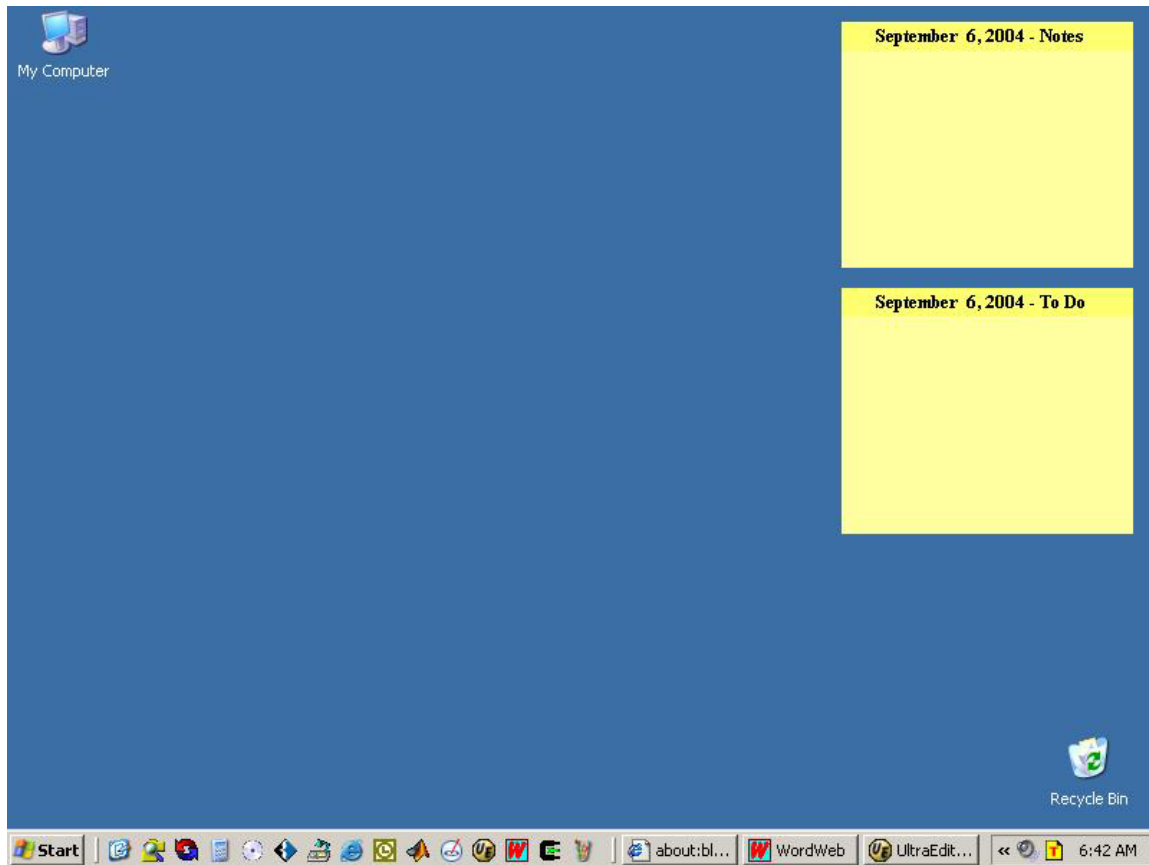 My Computer
September 6, 2004 - Notes
September 6, 2004 - To Do
Recycle Bin
Start
about:bl...
WordWeb
UltraEdit...
6:42 AM